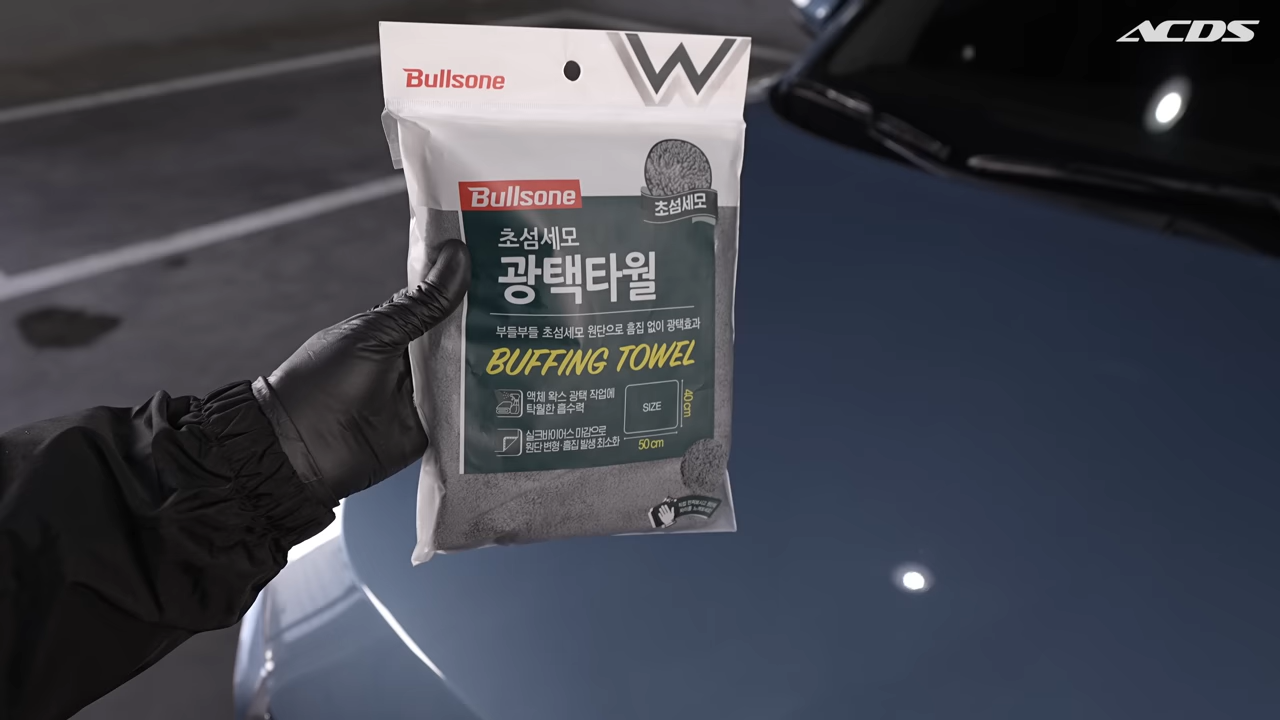 ACDS
Bullsone
W
Bullsone
초섬세모
초섬세모
광택타월
부들부들 초섬세모 원단으로 흠집 없이 광택효과
BUFFING TOWEL
액체 왁스 광택 작업에
탁월한 흡수력
SIZE
40cm
실크바이어스 마감으로
원단 변형·흠집 발생 최소화
50cm